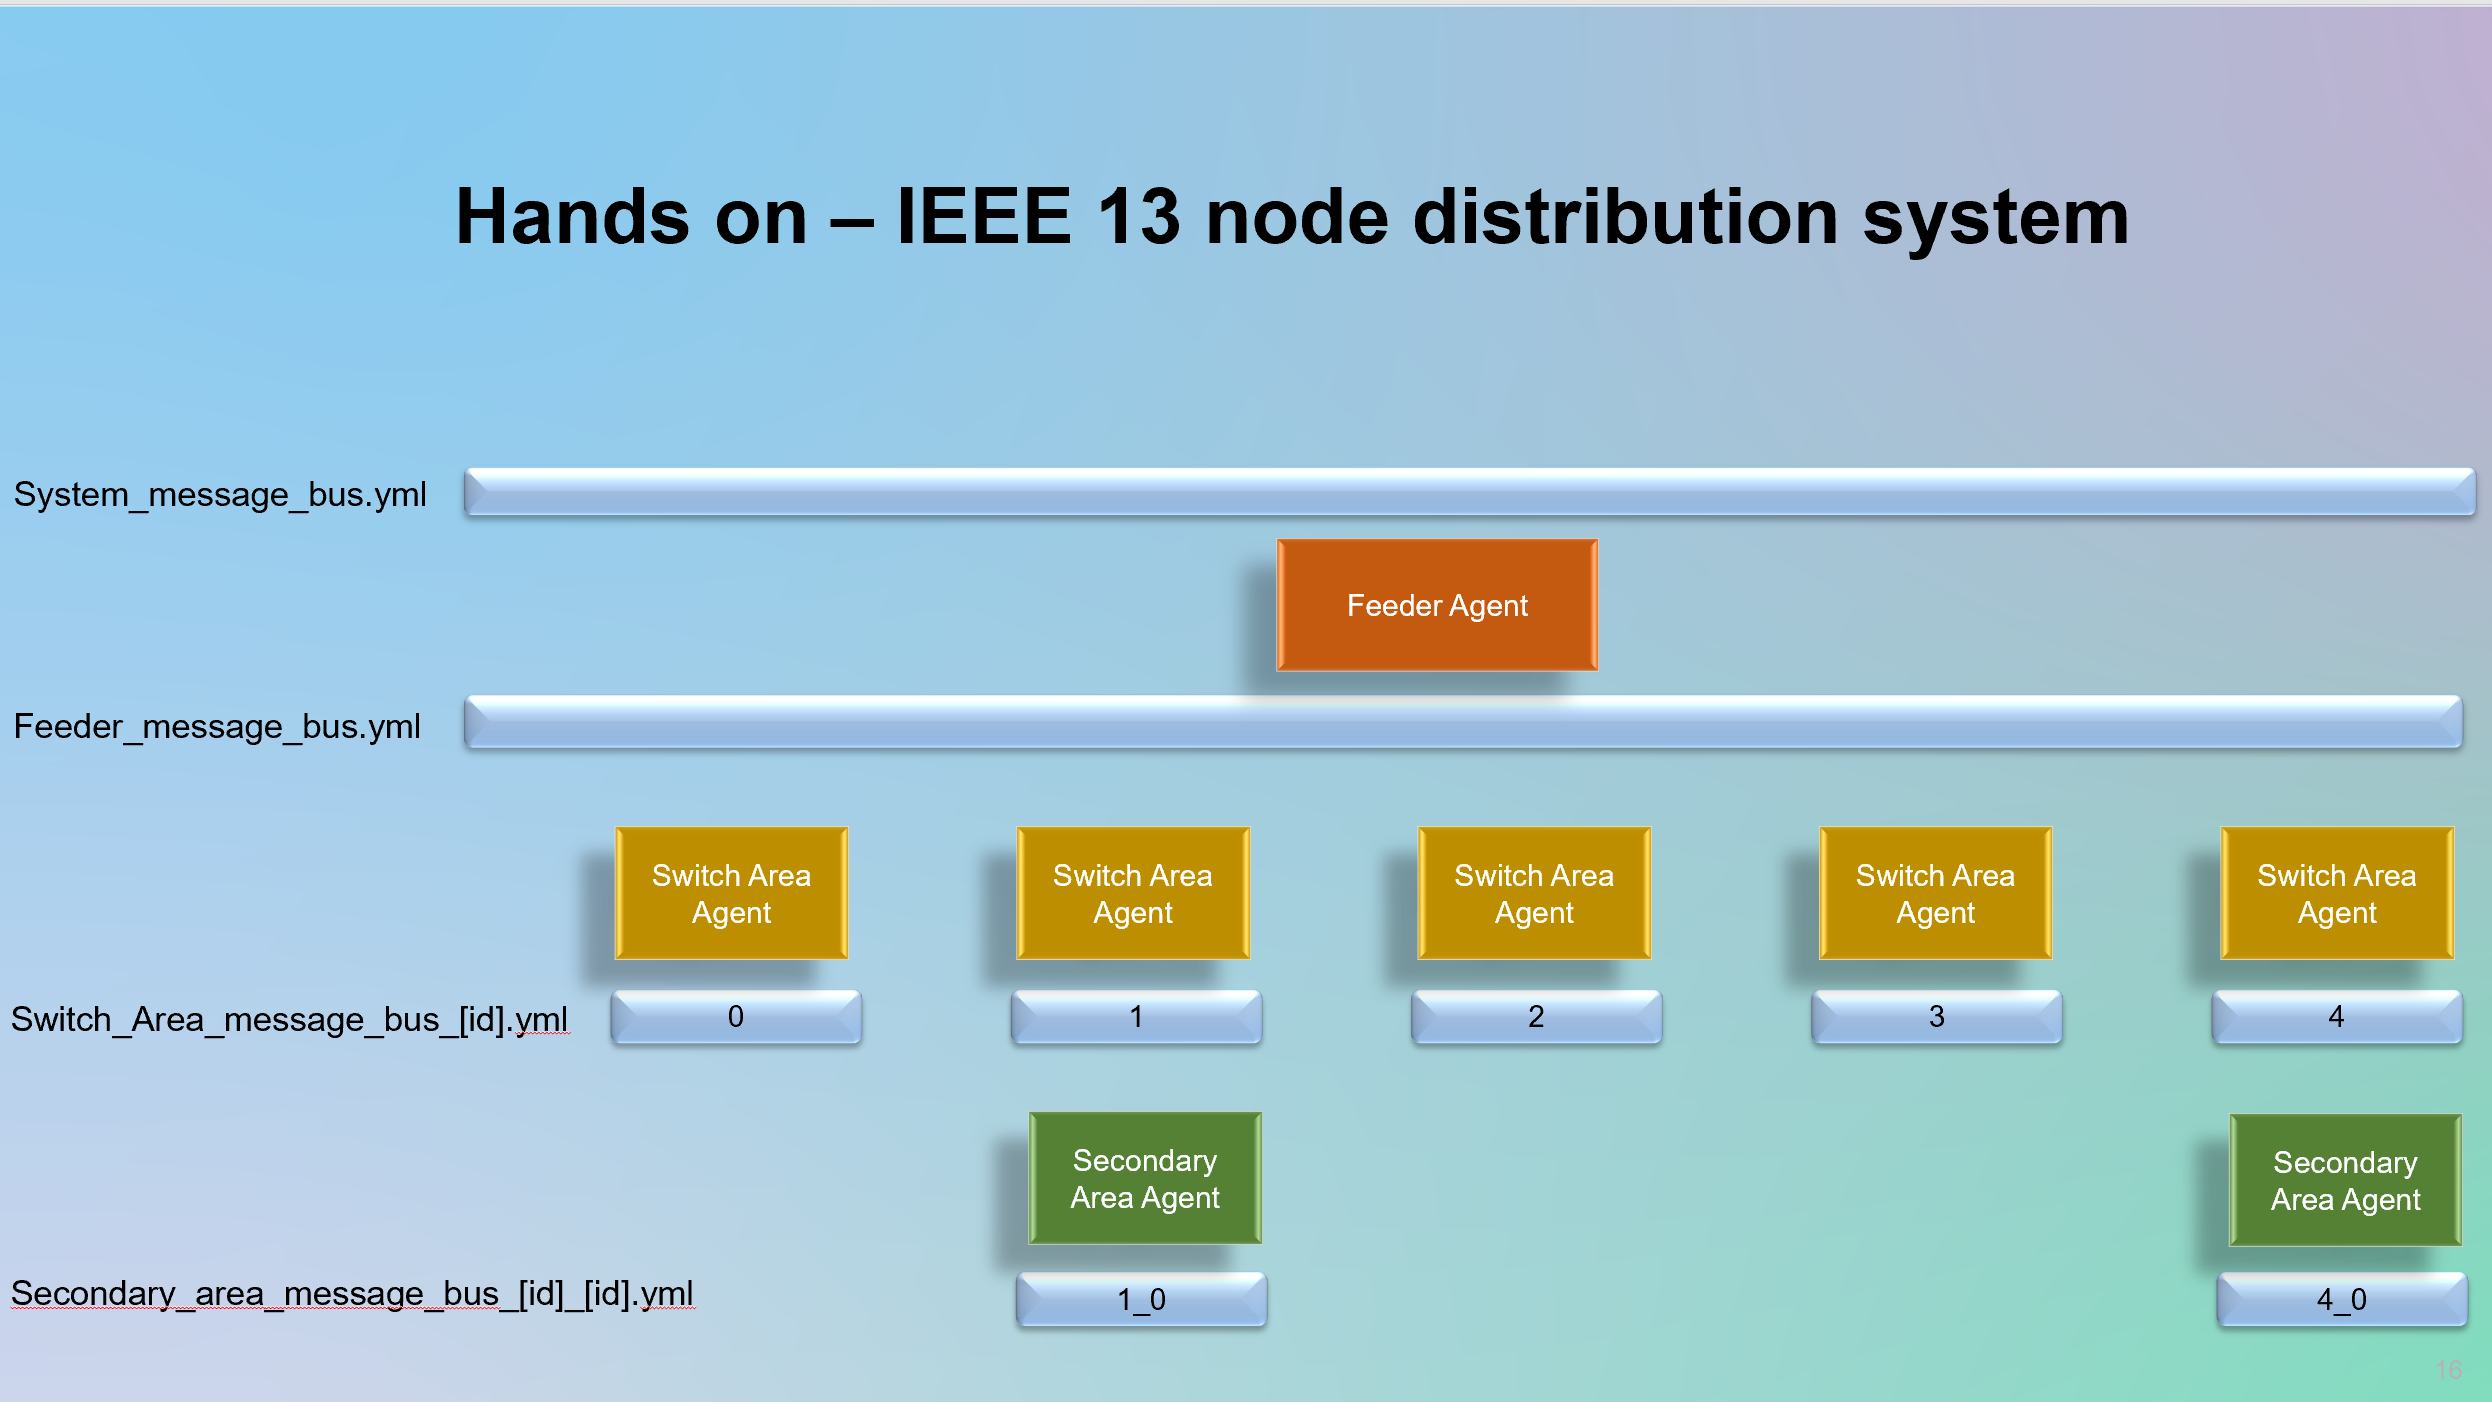 Hands on – IEEE 13 node distribution system
System_message_bus.yml
Feeder Agent
Feeder_message_bus.yml
Switch Area
Agent
Switch Area
Agent
Switch Area
Agent
Switch Area
Agent
Switch Area
Agent
Switch_Area_message_bus_[id].yml
0
1
2
3
4
Secondary
Area Agent
Secondary
Area Agent
Secondary_area_message_bus_[id]_[id].yml
1_0
4_0
16